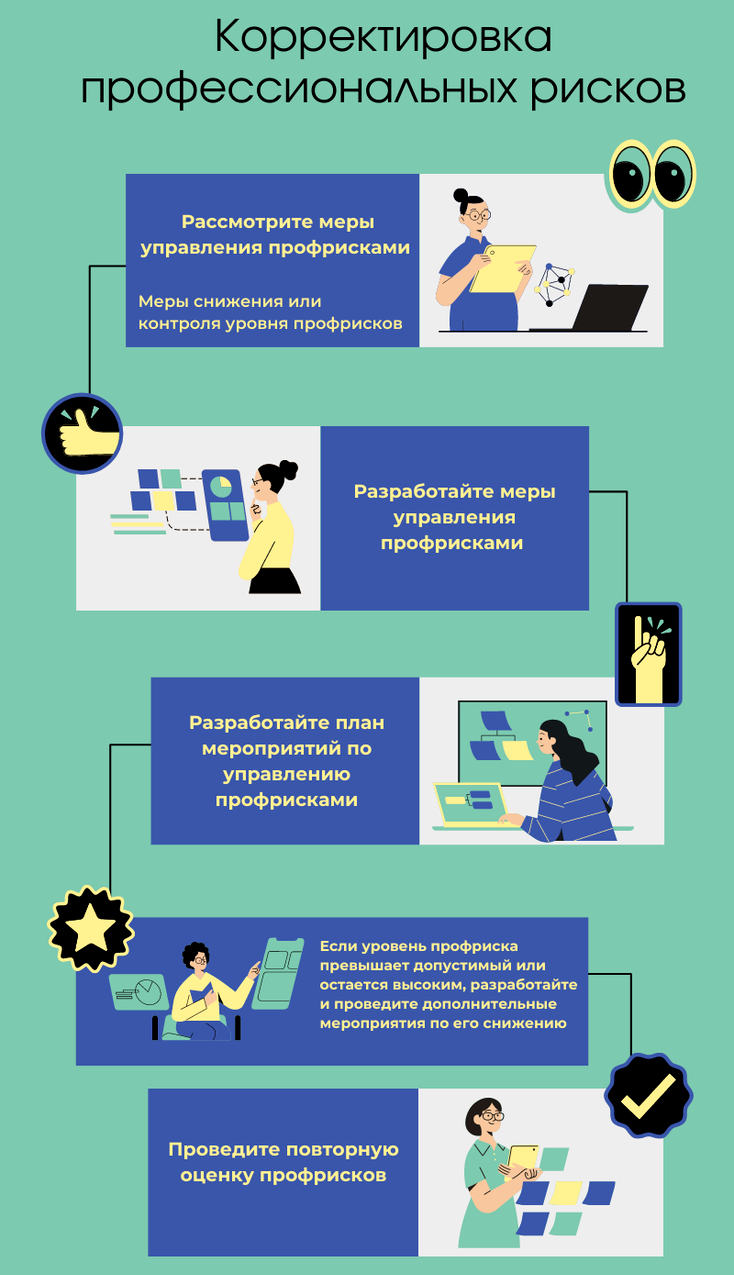 Корректировка
профессиональных рисков
Рассмотрите меры
управления профрисками
Меры снижения или
контроля уровня профрисков
Разработайте меры
управления
профрисками
Разработайте план
мероприятий по
управлению
профрисками
Если уровень профриска
превышает допустимый или
остается высоким, разработайте
и проведите дополнительные
мероприятия по его снижению
Проведите повторную
оценку профрисков